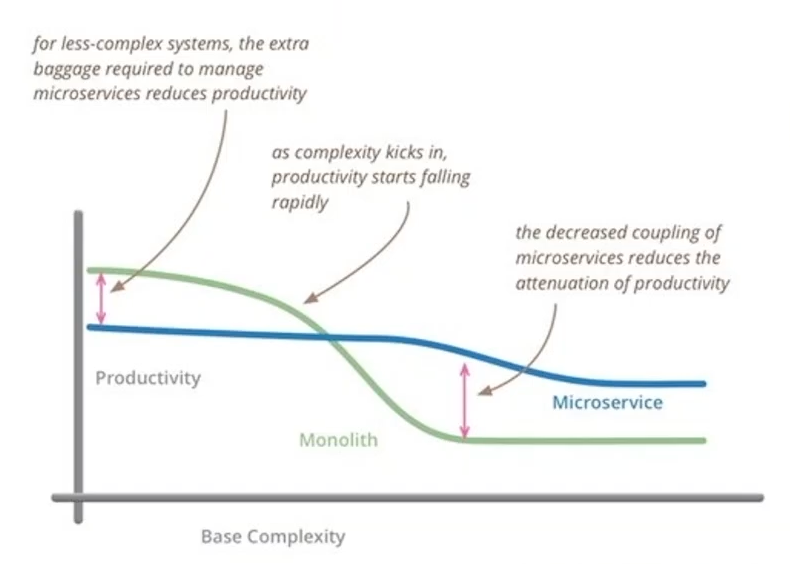 for less-complex systems, the extra
baggage required to manage
microservices reduces productivity
as complexity kicks in,
productivity starts falling
rapidly
the decreased coupling of
microservices reduces the
attenuation of productivity
Productivity
Microservice
Monolith
Base Complexity